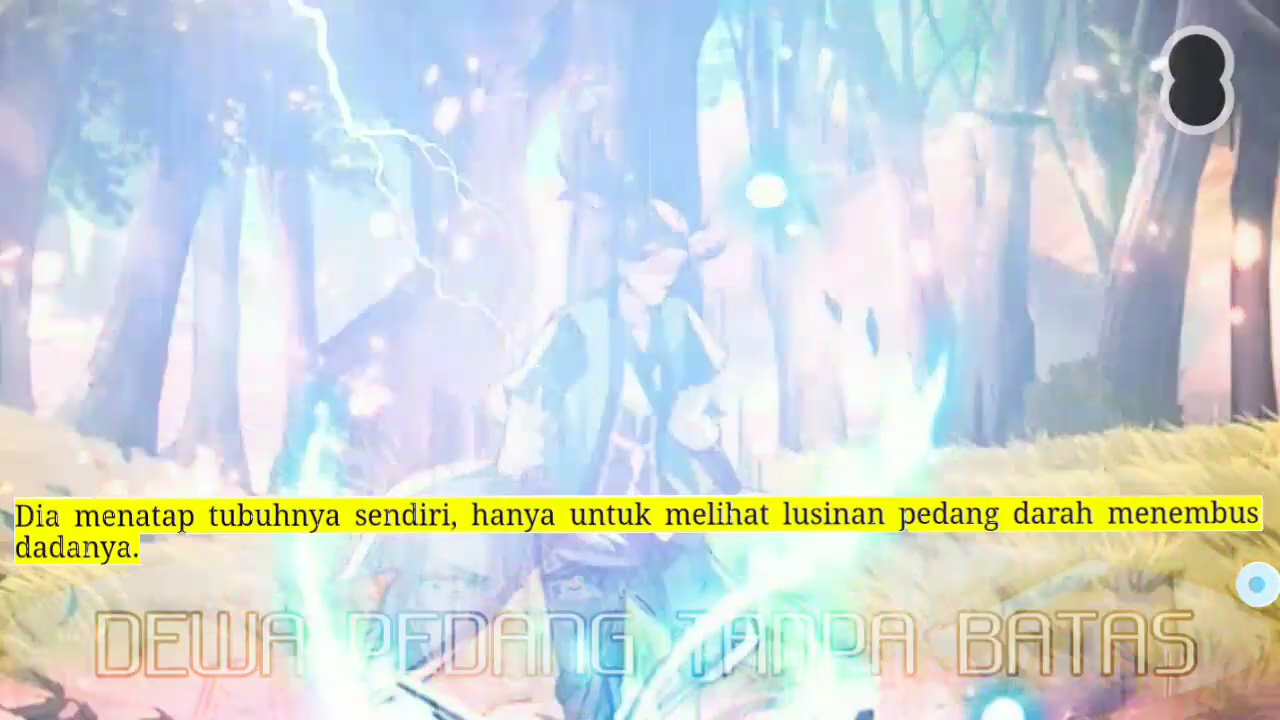 Dia menatap tubuhnya sendiri, hanya untuk melihat lusinan pedang darah menembus
dadanya.
DEWA PEDANG TANPA BATAS